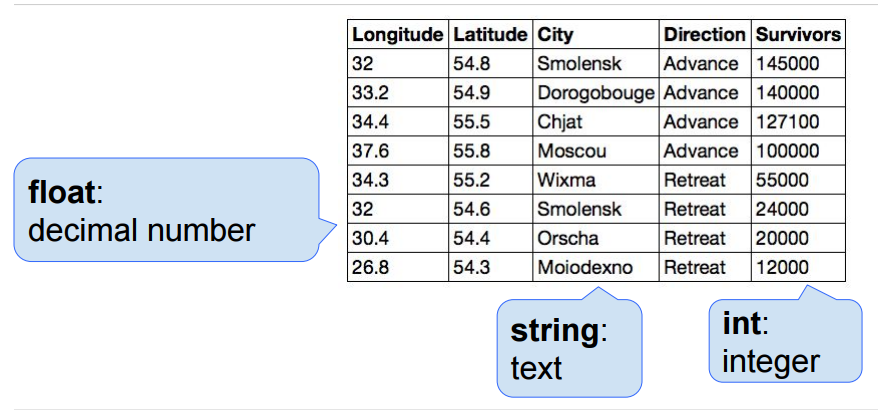 Longitude Latitude City Direction Survivors
32 54.8 Smolensk Advance 145000
33.2 54.9 Dorogobouge Advance 140000
34.4 55.5 Chjat Advance 127100
37.6 55.8 Moscou Advance 100000
34.3 55.2 Wixma Retreat 55000
32 54.6 Smolensk Retreat 24000
30.4 54.4 Orscha Retreat 20000
26.8 54.3 Moiodexno Retreat 12000
float:
decimal number
string:
text
int:
integer